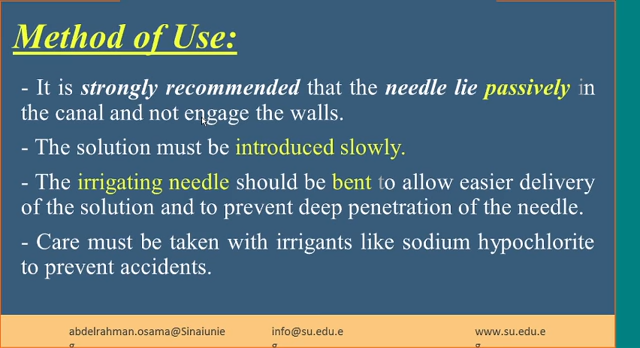 Method of Use:
- It is strongly recommended that the needle lie passively in
the canal and not engage the walls.
- The solution must be introduced slowly.
- The irrigating needle should be bent to allow easier delivery
of the solution and to prevent deep penetration of the needle.
- Care must be taken with irrigants like sodium hypochlorite
to prevent accidents.
abdelrahman.osama@Sinaiunie
info@su.edu.e
www.su.edu.e
g
g
g